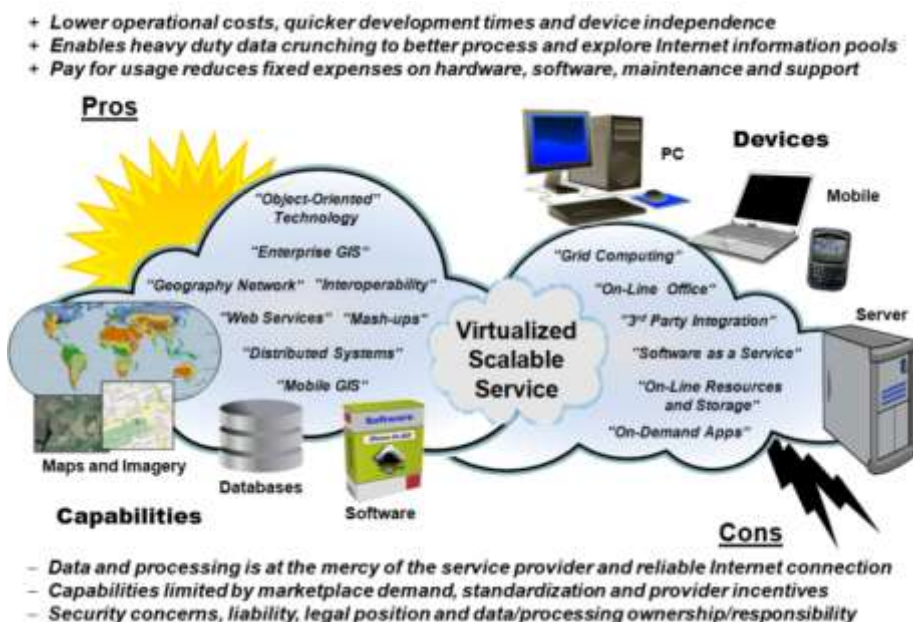 + Lower operational costs, quicker development times and device independence
+ Enables heavy duty data crunching to better process and explore Internet information pools
+ Pay for usage reduces fixed expenses on hardware, software, maintenance and support
Pros
Devices
PC
Mobile
Server
"Object-Oriented"
Technology
"Enterprise GIS"
"Geography Network" "Interoperability"
"Web Services" "Mash-ups"
"Distributed Systems"
"Mobile GIS"
Virtualized
Scalable
Service
"Grid Computing"
"On-Line Office"
"3rd Party Integration"
"Software as a Service"
"On-Line Resources
and Storage"
"On-Demand Apps"
Maps and Imagery
Databases
Software
Software
Capabilities
Cons
– Data and processing is at the mercy of the service provider and reliable Internet connection
– Capabilities limited by marketplace demand, standardization and provider incentives
– Security concerns, liability, legal position and data/processing ownership/responsibility